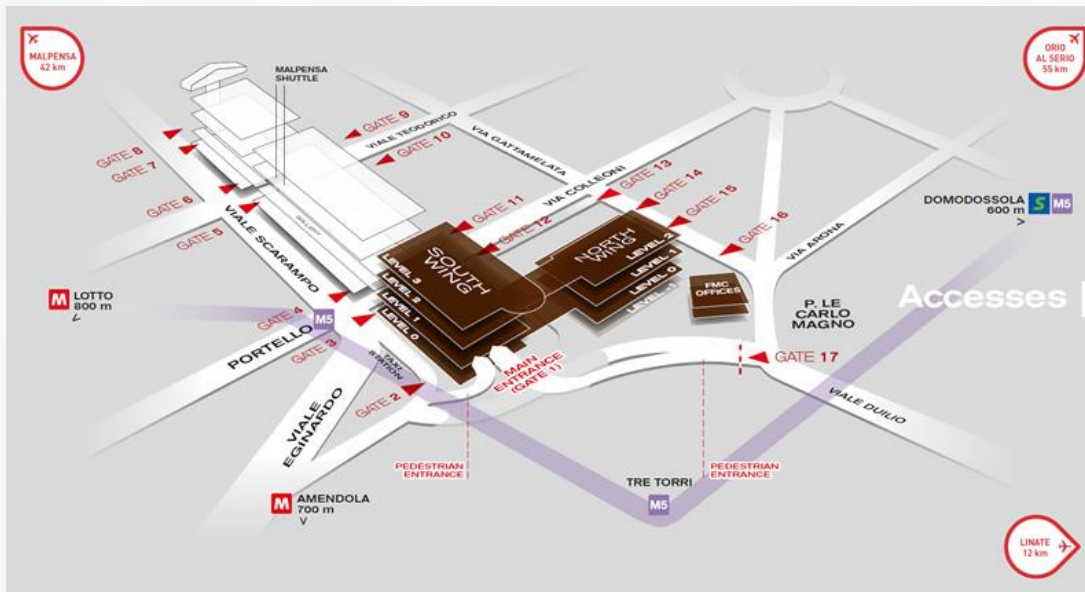 MALPENSA
42 km
ORIO
AL SERIO
55 km
MALPENSA
SHUTTLE
GATE 9
VIALE TEODORICO
GATE 10
VIA GATTAMELATA
GATE 8
GATE 7
GATE 6
GATE 5
VIALE SCARAMPO
GALLERY
GATE 11
GATE 12
VIA COLLEONI
GATE 13
GATE 14
GATE 15
GATE 16
VIA ARONA
DOMODOSSOLA
600 m
S
M5
SOUTH
WING
LEVEL 3
LEVEL 2
LEVEL 1
LEVEL 0
NORTH
WING
LEVEL 2
LEVEL 0
LEVEL -1
FMC
OFFICES
P. LE
CARLO
MAGNO
Accesses
M
LOTTO
800 m
GATE 4
M5
PORTELLO
GATE 3
TAXI
STATION
GATE 2
MAIN
ENTRANCE
(GATE 1)
GATE 17
VIALE DUILIO
VIALE
EGINARDO
PEDESTRIAN
ENTRANCE
PEDESTRIAN
ENTRANCE
TRE TORRI
M5
M
AMENDOLA
700 m
LINATE
12 km